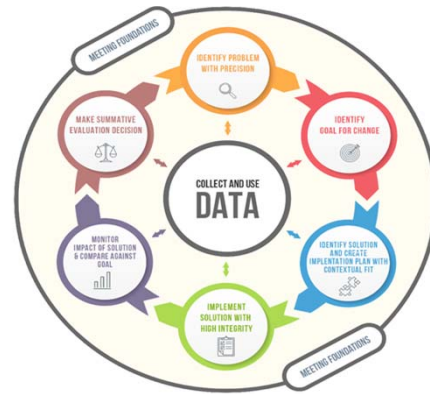 MEETING FOUNDATIONS
IDENTIFY PROBLEM
WITH PRECISION
IDENTIFY
GOAL FOR CHANGE
IDENTIFY SOLUTION
AND CREATE
IMPLENTATION PLAN WITH
CONTEXTUAL FIT
IMPLEMENT
SOLUTION WITH
HIGH INTEGRITY
MONITOR
IMPACT OF SOLUTION
& COMPARE AGAINST
GOAL
MAKE SUMMATIVE
EVALUATION DECISION
COLLECT AND USE
DATA
MEETING FOUNDATIONS